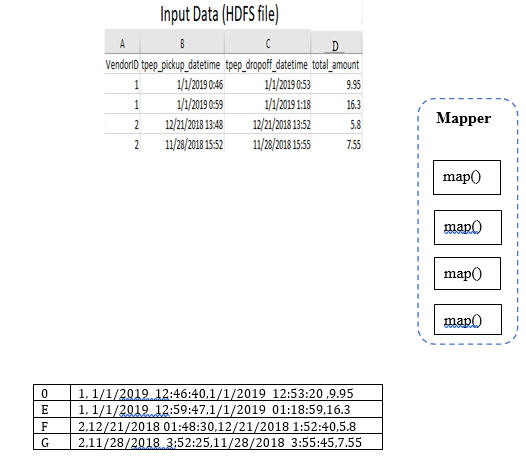 Input Data (HDFS file)
A B C D
VendorID tpep_pickup_datetime tpep_dropoff_datetime total_amount
1 1/1/2019 0:46 1/1/2019 0:53 9.95
1 1/1/2019 0:59 1/1/2019 1:18 16.3
2 12/21/2018 13:48 12/21/2018 13:52 5.8
2 11/28/2018 15:52 11/28/2018 15:55 7.55
Mapper
map()
map()
map()
map()
0 1, 1/1/2019 12:46:40,1/1/2019 12:53:20 ,9.95
E 1, 1/1/2019 12:59:47,1/1/2019 01:18:59,16.3
F 2,12/21/2018 01:48:30,12/21/2018 1:52:40,5.8
G 2,11/28/2018 3:52:25,11/28/2018 3:55:45,7.55